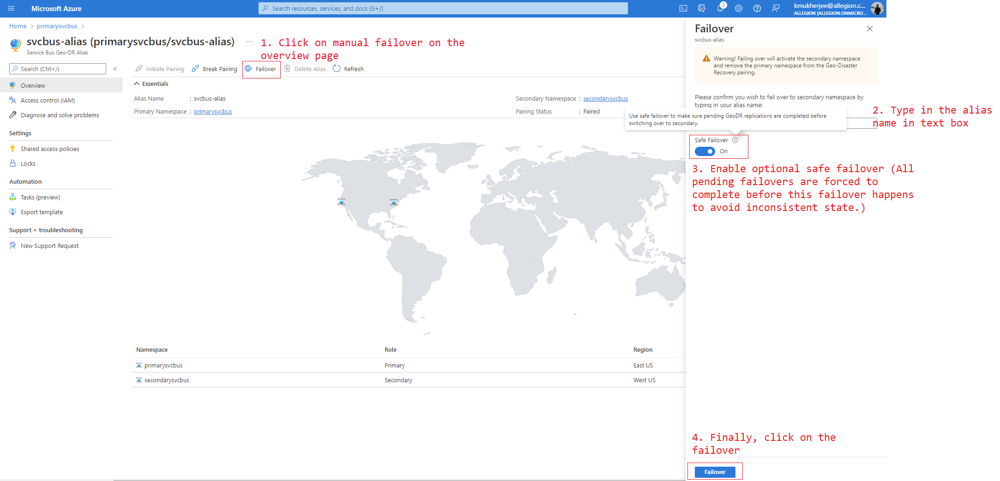 Microsoft Azure
Search resources, services, and docs (G+/)
3
kmukherjee@allegion.c...
ALLEGION (ALLEGION.ONMICRO...
Home > primarysvcbus >
svcbus-alias (primarysvcbus/svcbus-alias) ...
Service Bus Geo-DR Alias
1. Click on manual failover on the
overview page
Search (Ctrl+/) «
Initiate Pairing Break Pairing Failover Delete Alias Refresh
Overview
Access control (IAM)
Diagnose and solve problems
Settings
Shared access policies
Locks
Automation
Tasks (preview)
Export template
Support + troubleshooting
New Support Request
Essentials
Alias Name : svcbus-alias
Primary Namespace : primarysvcbus
Secondary Namespace : secondarysvcbus
Pairing Status : Paired
Namespace Role Region
primarysvcbus Primary East US
secondarysvcbus Secondary West US
Failover
svcbus-alias
Warning! Failing over will activate the secondary namespace
and remove the primary namespace from the Geo-Disaster
Recovery pairing.
Please confirm you wish to fail over to secondary namespace by
typing in your alias name:
2. Type in the alias
name in text box
Use safe failover to make sure pending GeoDR replications are completed before
switching over to secondary.
Safe Failover
On
3. Enable optional safe failover (All
pending failovers are forced to
complete before this failover happens
to avoid inconsistent state.)
4. Finally, click on the
failover
Failover